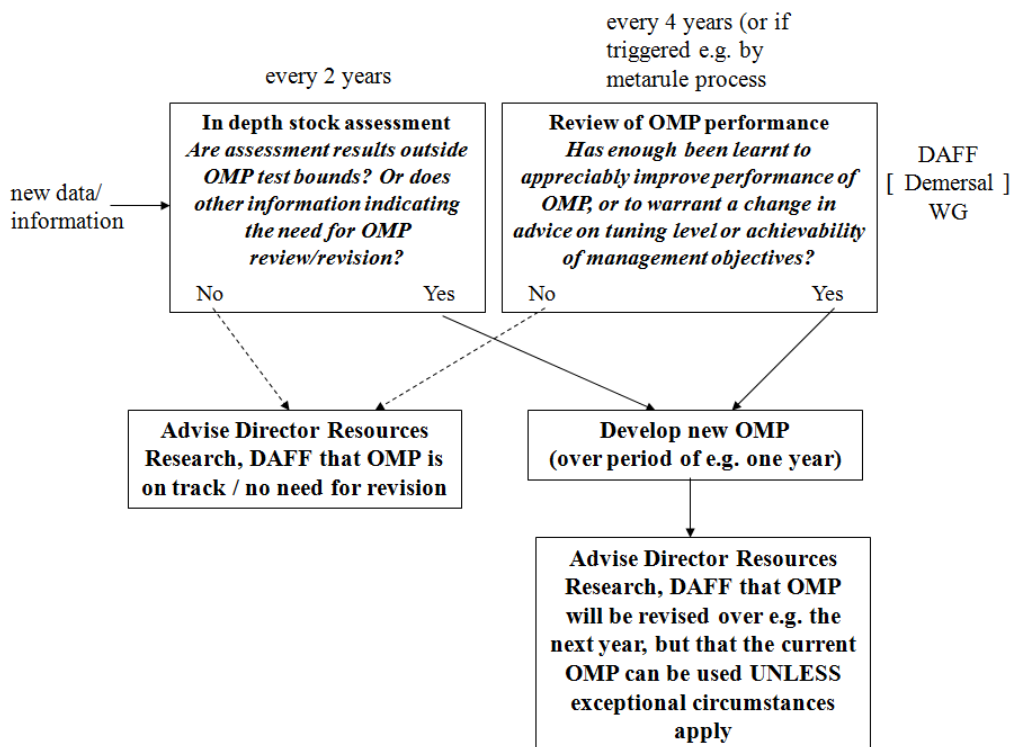 every 2 years
every 4 years (or if
triggered e.g. by
metarule process
new data/
information
In depth stock assessment
Are assessment results outside
OMP test bounds? Or does
other information indicating
the need for OMP
review/revision?
No
Yes
Review of OMP performance
Has enough been learnt to
appreciably improve performance of
OMP, or to warrant a change in
advice on tuning level or achievability
of management objectives?
No
Yes
DAFF
[ Demersal ]
WG
Advise Director Resources
Research, DAFF that OMP is
on track / no need for revision
Develop new OMP
(over period of e.g. one year)
Advise Director Resources
Research, DAFF that OMP
will be revised over e.g. the
next year, but that the current
OMP can be used UNLESS
exceptional circumstances
apply